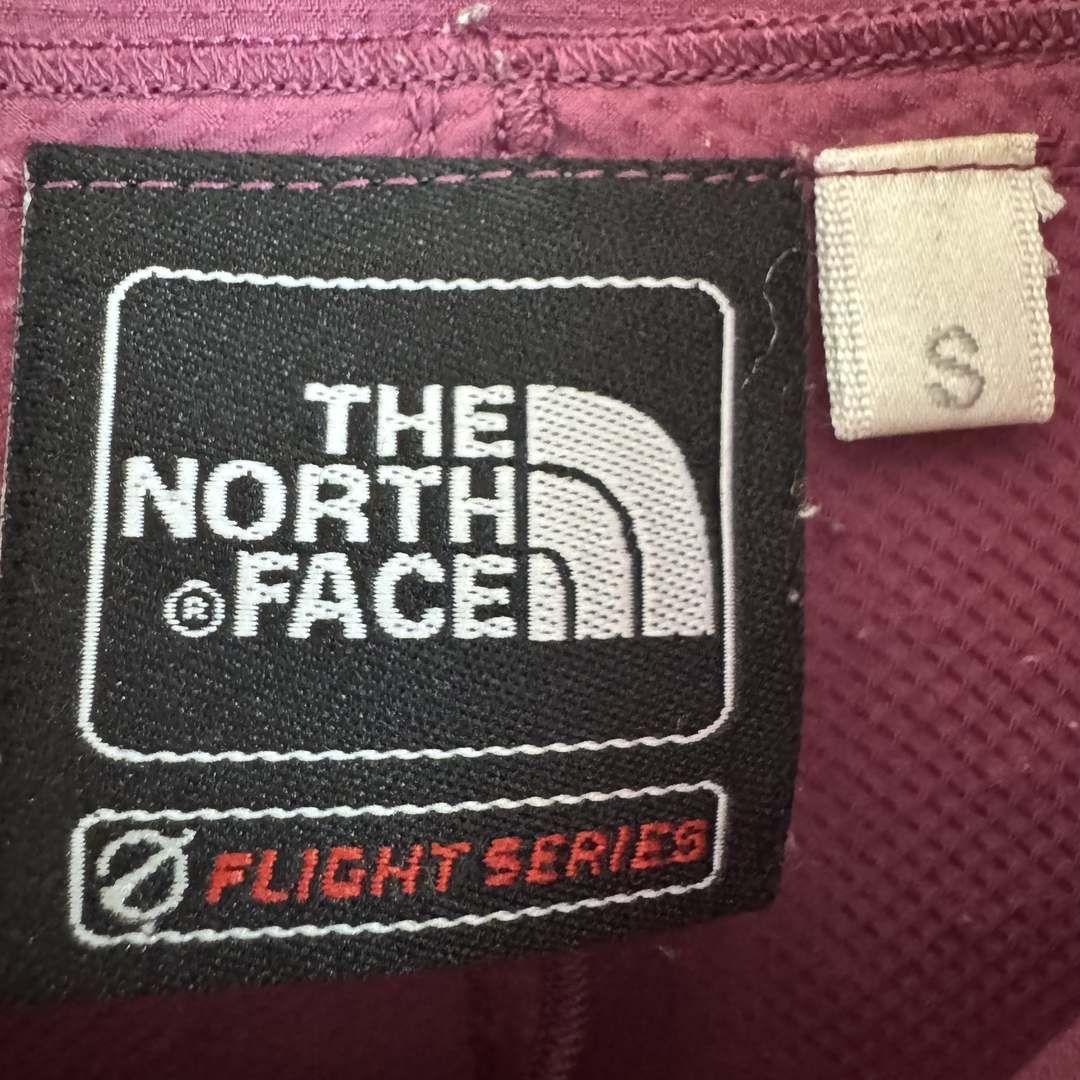 THE
NORTH
® FACE
FLIGHT SERIES
S